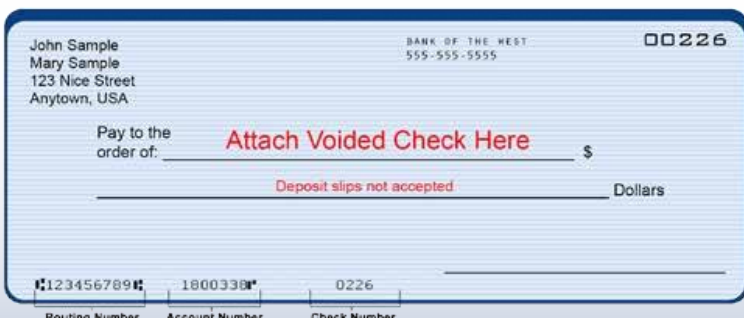 John Sample
Mary Sample
123 Nice Street
Anytown, USA
BANK OF THE WEST
555-555-5555
00226
Pay to the
order of:
Attach Voided Check Here
$
Deposit slips not accepted
Dollars
⑆123456789⑆ 1800338⑈ 0226
Routing Number Account Number Check Number